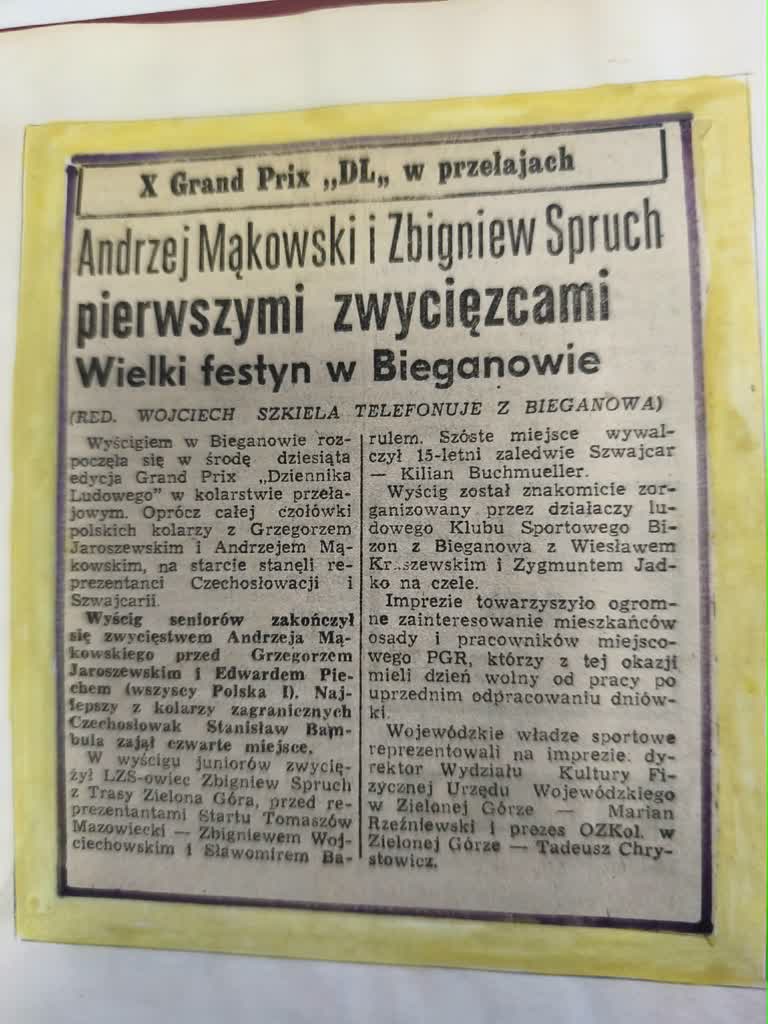 X Grand Prix „DL„ w przełajach
Andrzej Mąkowski i Zbigniew Spruch
pierwszymi zwycięzcami
Wielki festyn w Bieganowie
(RED. WOJCIECH SZKIELA TELEFONUJE Z BIEGANOWA)
Wyścigiem w Bieganowie roz-
poczęła się w środę dziesiąta
edycja Grand Prix „Dziennika
Ludowego" w kolarstwie przeła-
jowym. Oprócz całej czołówki
polskich kolarzy z Grzegorzem
Jaroszewskim i Andrzejem Mą-
kowskim, na starcie stanęli re-
prezentanci Czechosłowacji i
Szwajcarii.
Wyścig seniorów zakończył
się zwycięstwem Andrzeja Mą-
kowskiego przed Grzegorzem
Jaroszewskim i Edwardem Pie-
chem (wszyscy Polska I). Naj-
lepszy z kolarzy zagranicznych
Czechosłowak Stanisław Bam-
bula zajął czwarte miejsce.
W wyścigu juniorów zwycię-
żył LZS-owiec Zbigniew Spruch
z Trasy Zielona Góra, przed re-
prezentantami Startu Tomaszów
Mazowiecki — Zbigniewem Woj-
ciechowskim i Sławomirem Ba-
rulem. Szóste miejsce wywal-
czył 15-letni zaledwie Szwajcar
— Kilian Buchmueller.
Wyścig został znakomicie zor-
ganizowany przez działaczy lu-
dowego Klubu Sportowego Bi-
zon z Bieganowa z Wiesławem
i Zygmuntem Jad-
ko na czele.
Imprezie towarzyszyło ogrom-
ne zainteresowanie mieszkańców
osady i pracowników miejsco-
wego PGR, którzy z tej okazji
mieli dzień wolny od pracy po
uprzednim odpracowaniu dniów-
ki.
Wojewódzkie władze sportowe
reprezentowali na imprezie: dy-
rektor Wydziału Kultury Fi-
zycznej Urzędu Wojewódzkiego
w Zielonej Górze — Marian
Rzeźniewski i prezes OZKol. w
Zielonej Górze — Tadeusz Chry-
stowicz.